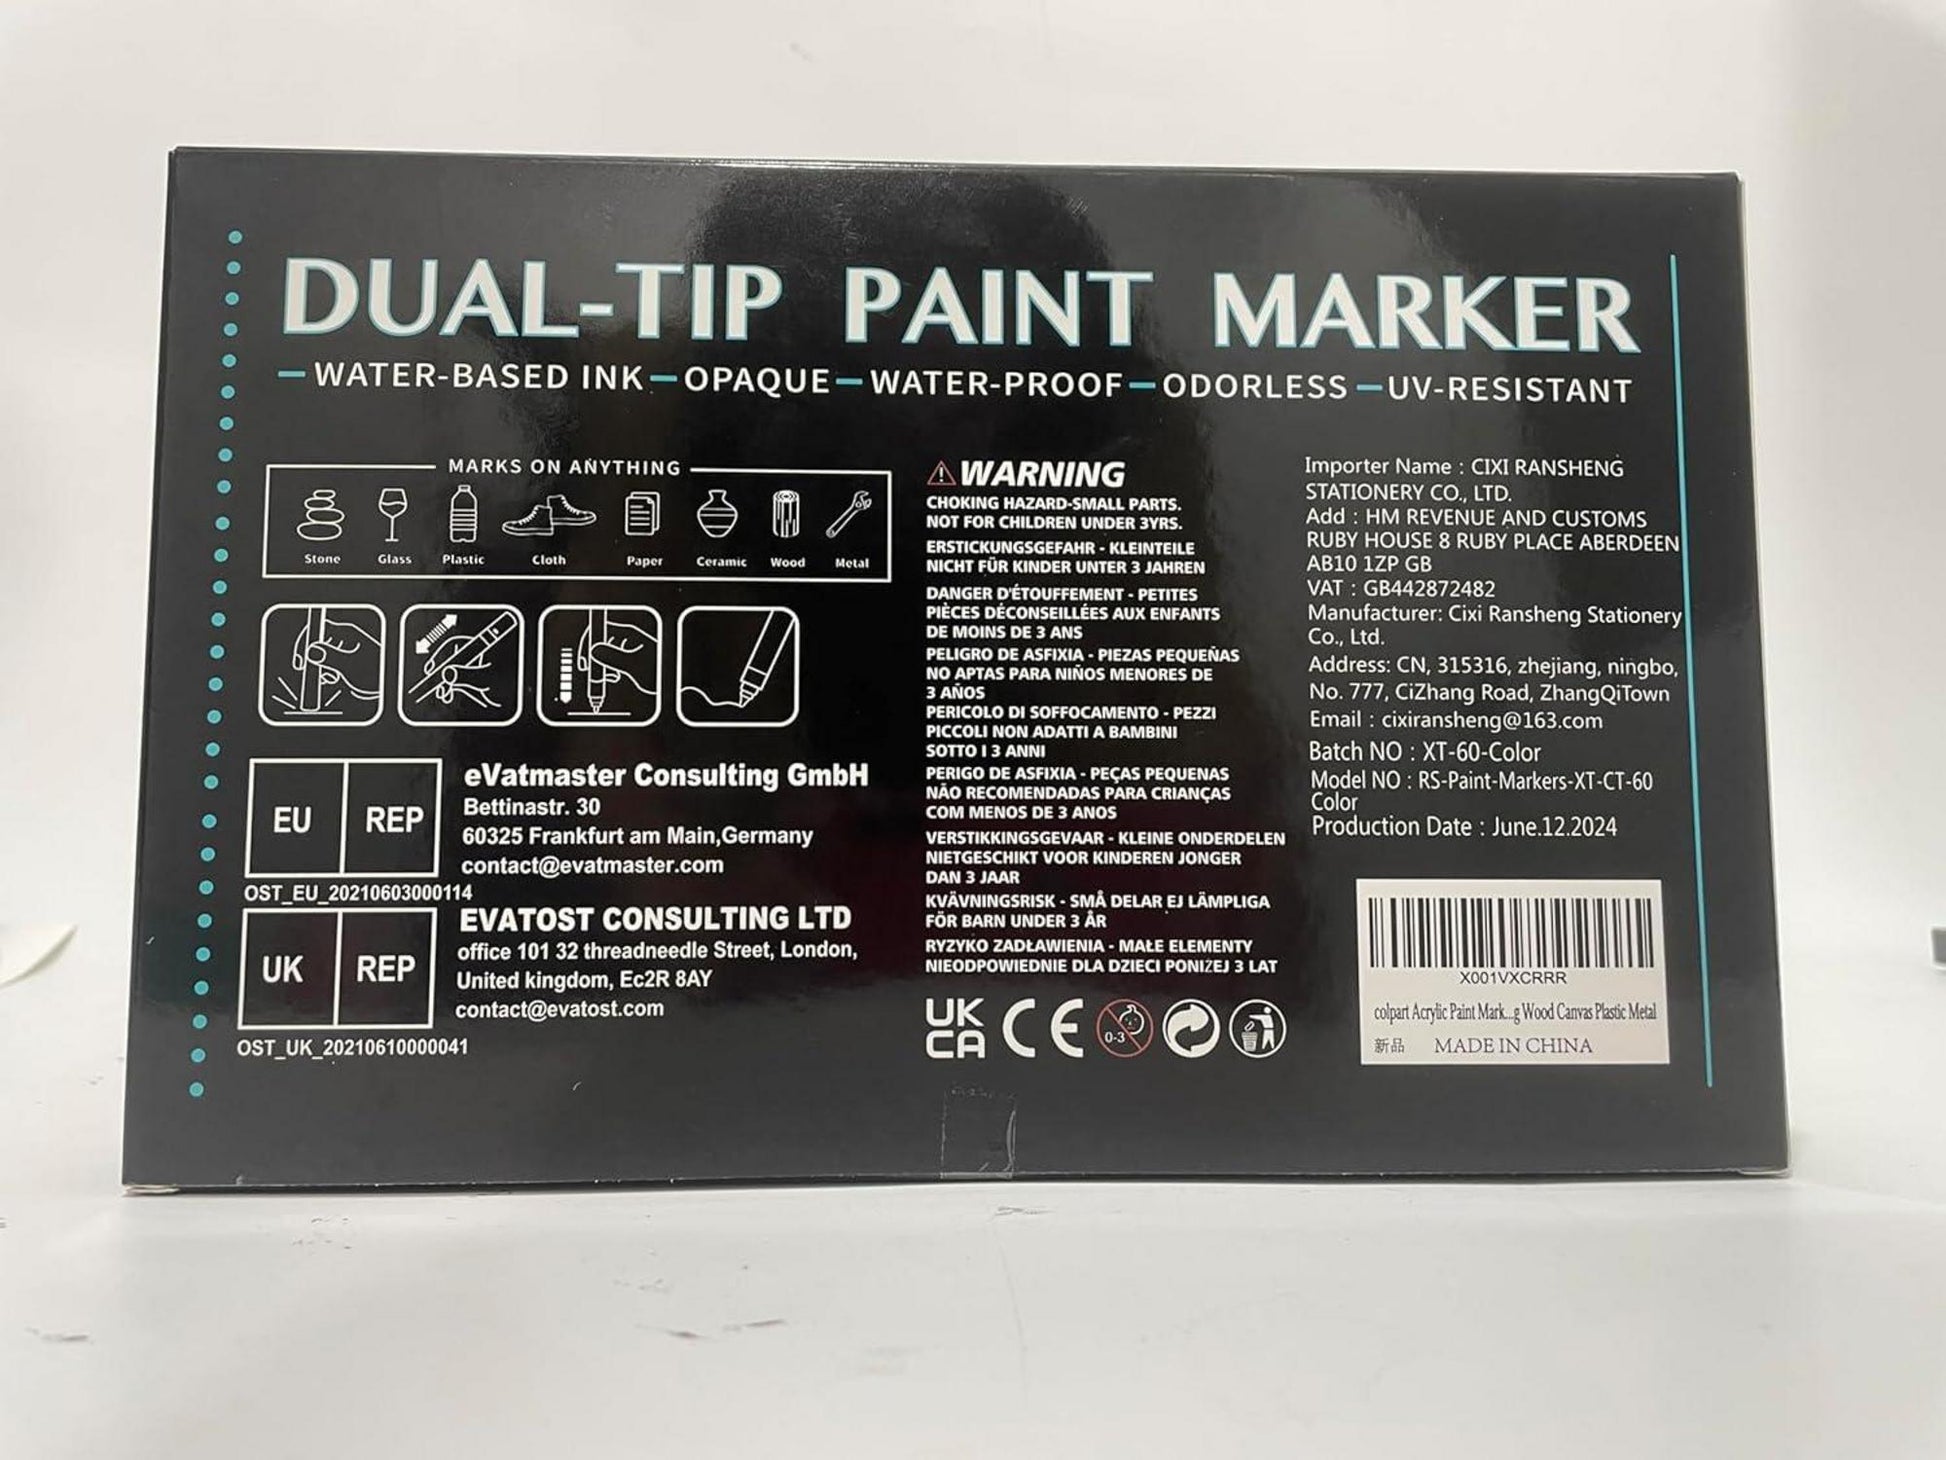 DUAL-TIP PAINT MARKER
WATER-BASED INK — OPAQUE — WATER-PROOF — ODORLESS — UV-RESISTANT
MARKS ON ANYTHING
Stone Glass Plastic Cloth Paper Ceramic Wood Metal
EU REP
eVatmaster Consulting GmbH
Bettinastr. 30
60325 Frankfurt am Main,Germany
contact@evatmaster.com
OST_EU_20210603000114
UK REP
EVATOST CONSULTING LTD
office 101 32 threadneedle Street, London,
United kingdom, Ec2R 8AY
contact@evatost.com
OST_UK_20210610000041
WARNING
CHOKING HAZARD-SMALL PARTS.
NOT FOR CHILDREN UNDER 3YRS.
ERSTICKUNGSGEFAHR - KLEINTEILE
NICHT FÜR KINDER UNTER 3 JAHREN
DANGER D'ÉTOUFFEMENT - PETITES
PIÈCES DÉCONSEILLÉES AUX ENFANTS
DE MOINS DE 3 ANS
PELIGRO DE ASFIXIA - PIEZAS PEQUEÑAS
NO APTAS PARA NIÑOS MENORES DE
3 AÑOS
PERICOLO DI SOFFOCAMENTO - PEZZI
PICCOLI NON ADATTI A BAMBINI
SOTTO I 3 ANNI
PERIGO DE ASFIXIA - PEÇAS PEQUENAS
NÃO RECOMENDADAS PARA CRIANÇAS
COM MENOS DE 3 ANOS
VERSTIKKINGSGEVAAR - KLEINE ONDERDELEN
NIETGESCHIKT VOOR KINDEREN JONGER
DAN 3 JAAR
KVÄVNINGSRISK - SMÅ DELAR EJ LÄMPLIGA
FÖR BARN UNDER 3 ÅR
RYZYKO ZADŁAWIENIA - MAŁE ELEMENTY
NIEODPOWIEDNIE DLA DZIECI PONIŻEJ 3 LAT
UK
CA
CE
0-3
Importer Name : CIXI RANSHENG
STATIONERY CO., LTD.
Add : HM REVENUE AND CUSTOMS
RUBY HOUSE 8 RUBY PLACE ABERDEEN
AB10 1ZP GB
VAT : GB442872482
Manufacturer: Cixi Ransheng Stationery
Co., Ltd.
Address: CN, 315316, zhejiang, ningbo,
No. 777, CiZhang Road, ZhangQiTown
Email : cixiransheng@163.com
Batch NO : XT-60-Color
Model NO : RS-Paint-Markers-XT-CT-60
Color
Production Date : June.12.2024
X001VXCRRR
colpart Acrylic Paint Mark...g Wood Canvas Plastic Metal
新品 MADE IN CHINA